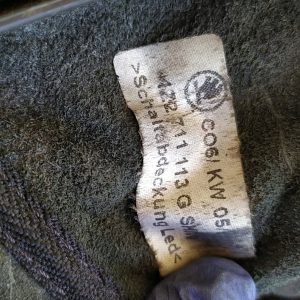 CO6/ KW 05
711 113 G
>Schaltabdeckung Led<